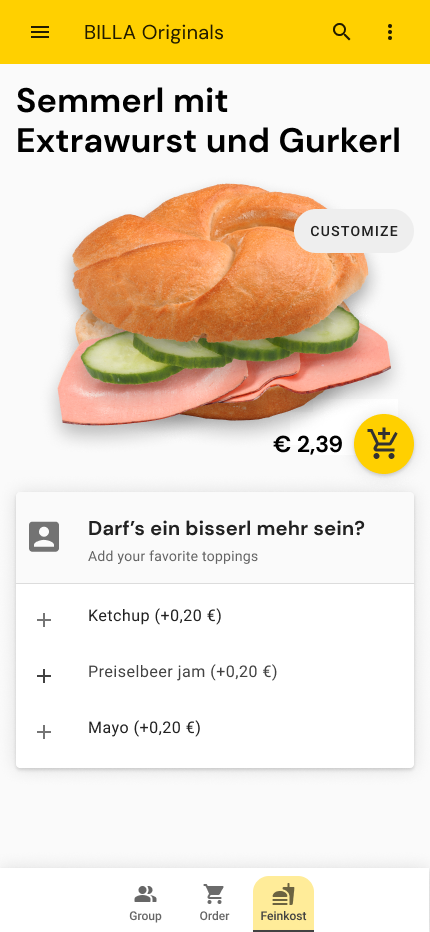 BILLA Originals
Semmerl mit
Extrawurst und Gurkerl
CUSTOMIZE
€ 2,39
Darf’s ein bisserl mehr sein?
Add your favorite toppings
Ketchup (+0,20 €)
Preiselbeer jam (+0,20 €)
Mayo (+0,20 €)
Group
Order
Feinkost